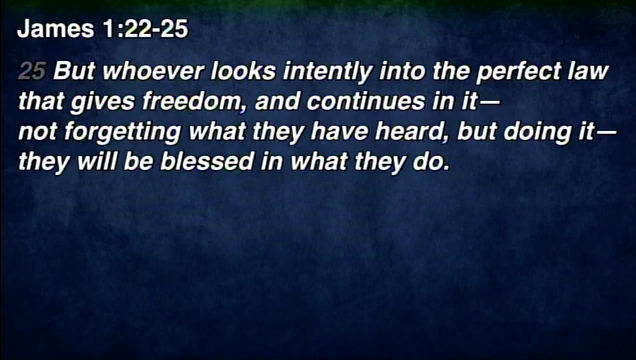 James 1:22-25
25 But whoever looks intently into the perfect law
that gives freedom, and continues in it—
not forgetting what they have heard, but doing it—
they will be blessed in what they do.